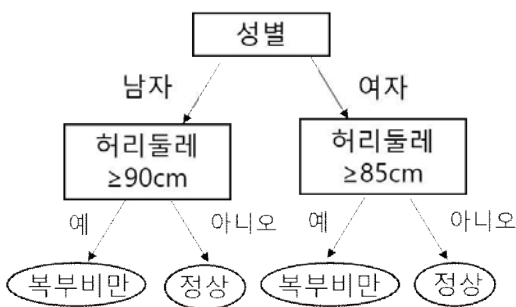 성별
남자 여자
허리둘레 허리둘레
≥90cm ≥85cm
예 아니오 예 아니오
복부비만 정상 복부비만 정상